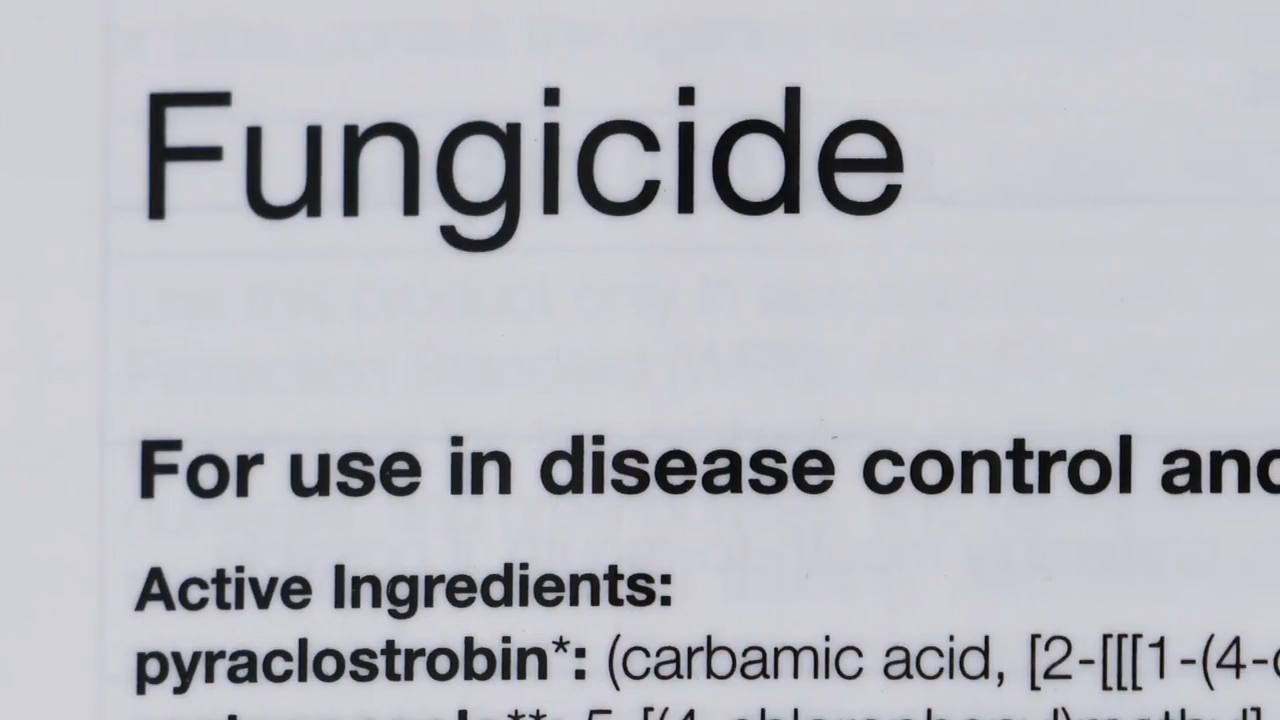 Fungicide
For use in disease control and
Active Ingredients:
pyraclostrobin*: (carbamic acid, [2-[[[1-(4-